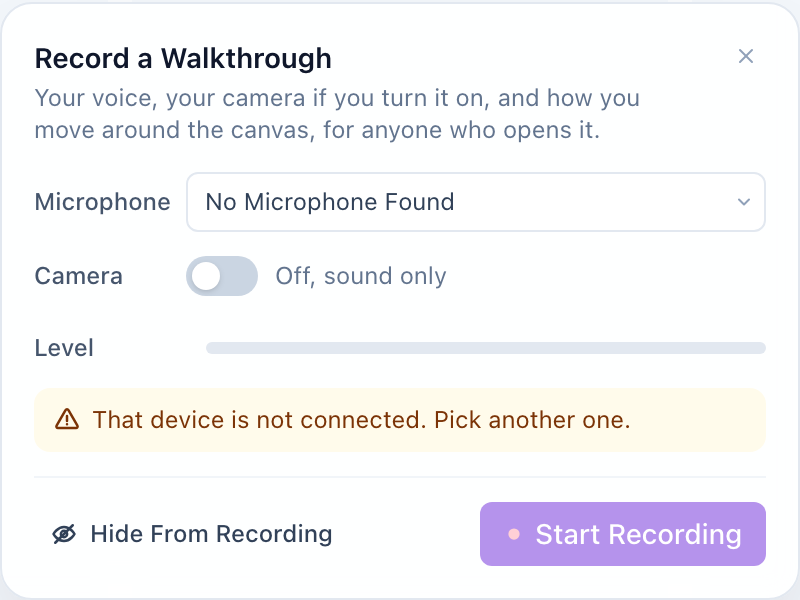 Record a Walkthrough
Your voice, your camera if you turn it on, and how you
move around the canvas, for anyone who opens it.
Microphone
No Microphone Found
Camera
Off, sound only
Level
That device is not connected. Pick another one.
Hide From Recording
Start Recording